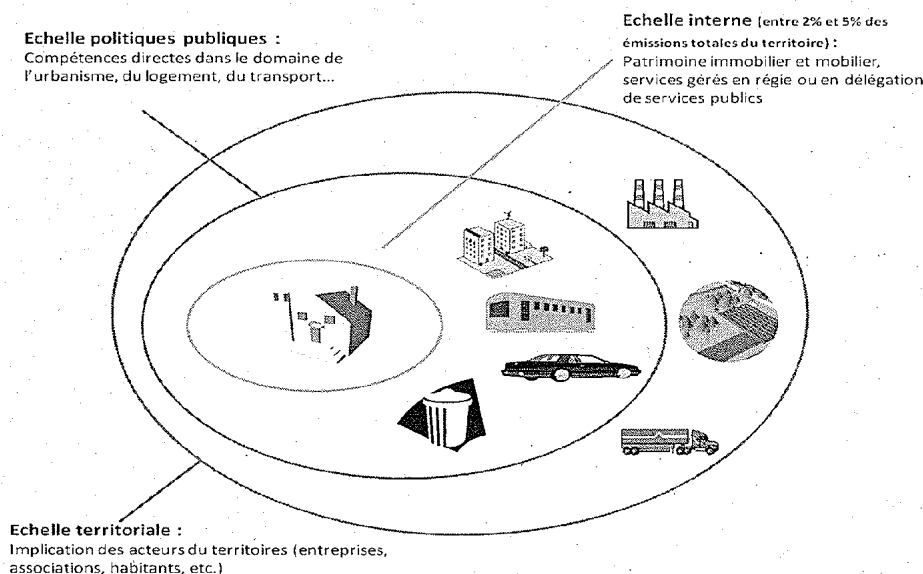 Echelle politiques publiques :
Compétences directes dans le domaine de
l'urbanisme, du logement, du transport...
Echelle interne (entre 2% et 5% des
émissions totales du territoire) :
Patrimoine immobilier et mobilier,
services gérés en régie ou en délégation
de services publics
Echelle territoriale :
Implication des acteurs du territoires (entreprises,
associations, habitants, etc.)